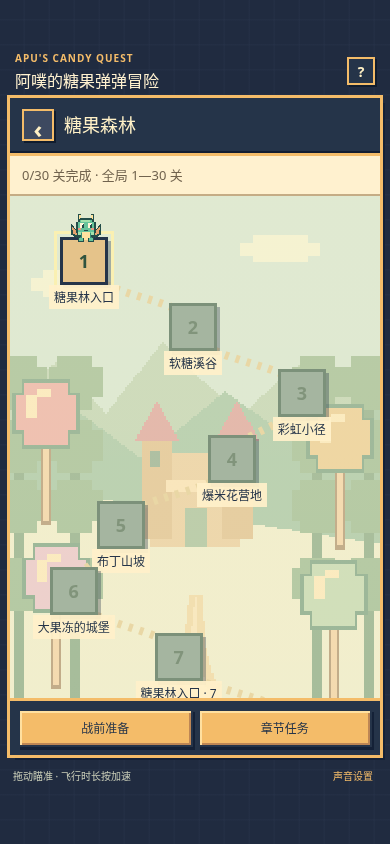 APU'S CANDY QUEST
阿噗的糖果弹弹冒险
?
‹
糖果森林
0/30 关完成 · 全局 1—30 关
1
糖果林入口
2
软糖溪谷
3
彩虹小径
4
爆米花营地
5
布丁山坡
6
大果冻的城堡
7
糖果林入口 · 7
战前准备
章节任务
拖动瞄准 · 飞行时长按加速
声音设置